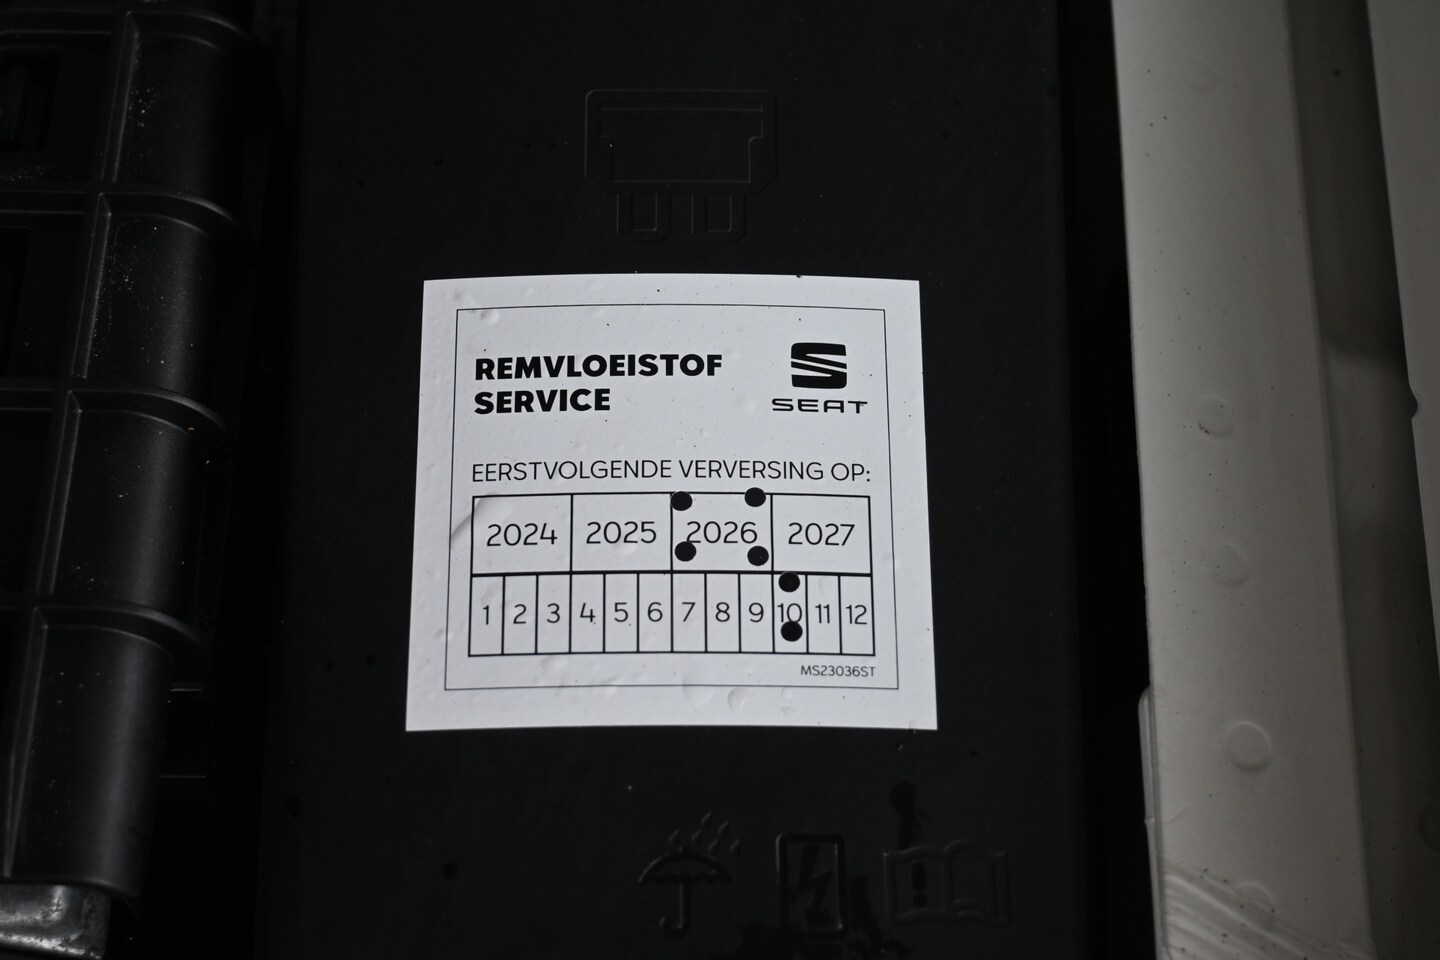 REMVLOEISTOF
SERVICE
SEAT
EERSTVOLGENDE VERVERSING OP:
2024 2025 2026 2027
1 2 3 4 5 6 7 8 9 10 11 12
MS23036ST